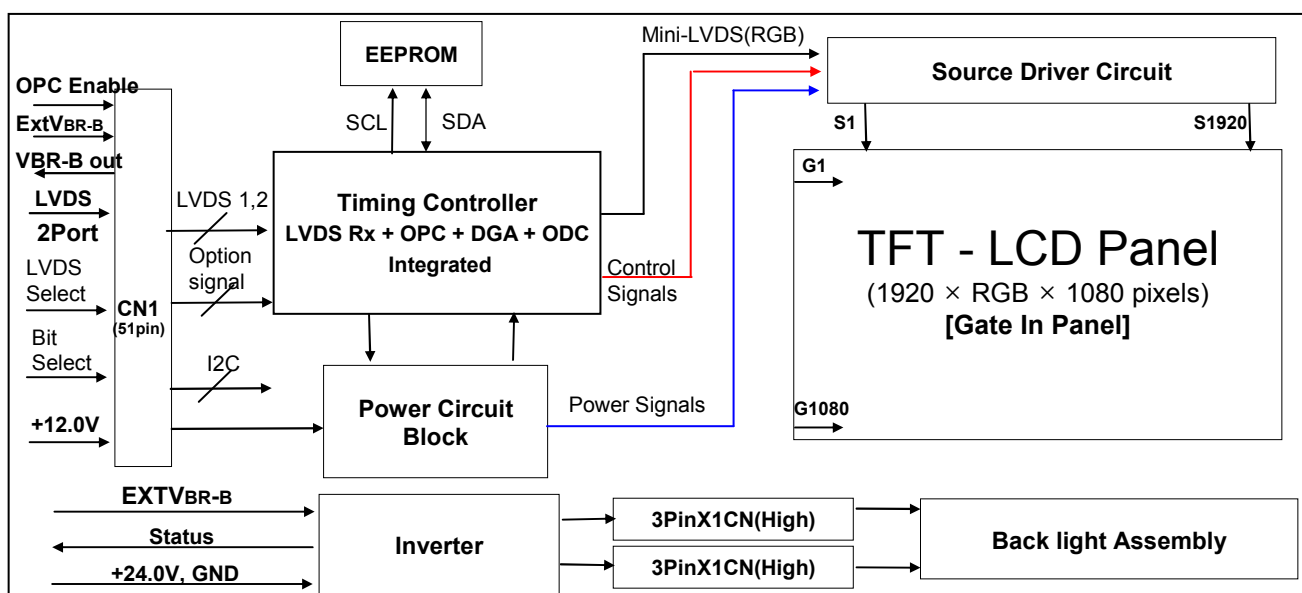 EEPROM
Mini-LVDS(RGB)
Source Driver Circuit
OPC Enable
ExtVBR-B
VBR-B out
LVDS
2Port
LVDS
Select
Bit
Select
+12.0V
CN1
(51pin)
SCL
SDA
LVDS 1,2
Option
signal
I2C
Timing Controller
LVDS Rx + OPC + DGA + ODC
Integrated
Control
Signals
Power Circuit
Block
Power Signals
S1
S1920
G1
TFT - LCD Panel
(1920 × RGB × 1080 pixels)
[Gate In Panel]
G1080
EXTVBR-B
Status
+24.0V, GND
Inverter
3PinX1CN(High)
3PinX1CN(High)
Back light Assembly